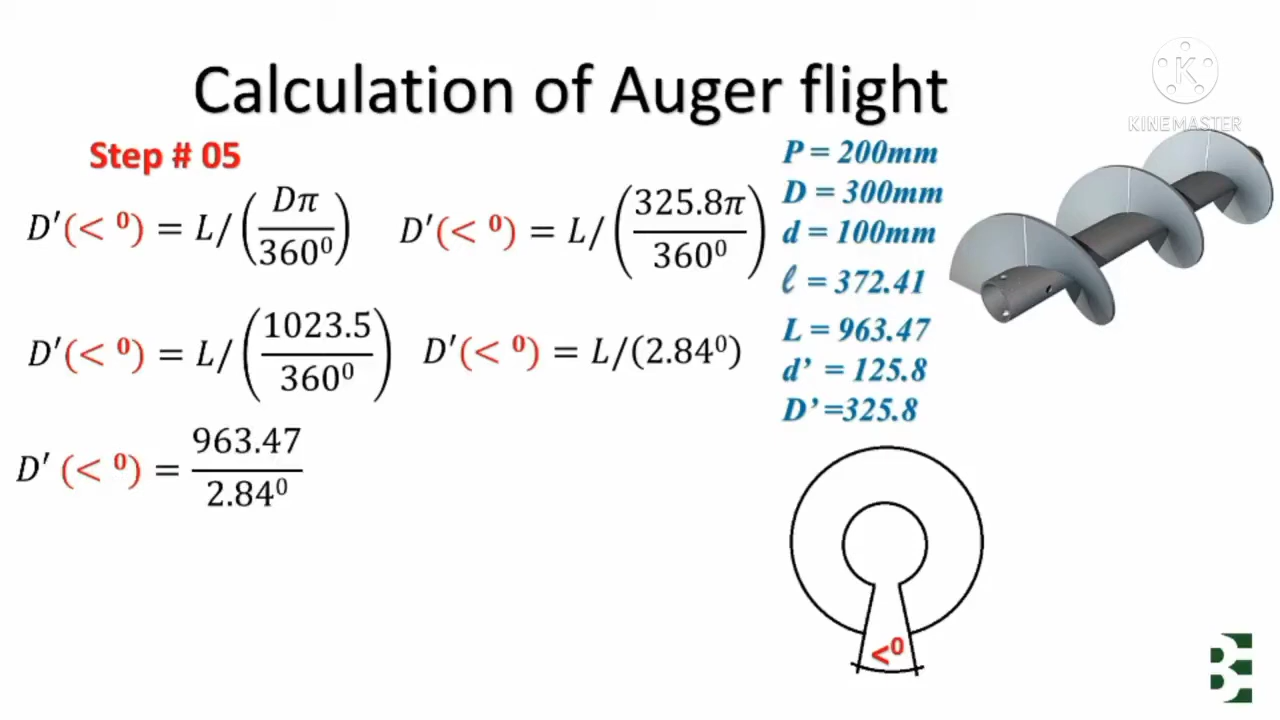 Calculation of Auger flight
KINEMASTER
Step # 05
D′(< ⁰) = L/(Dπ/360⁰)
D′(< ⁰) = L/(325.8π/360⁰)
D′(< ⁰) = L/(1023.5/360⁰)
D′(< ⁰) = L/(2.84⁰)
D′ (< ⁰) = 963.47/2.84⁰
P = 200mm
D = 300mm
d = 100mm
ℓ = 372.41
L = 963.47
d’ = 125.8
D’ =325.8
<⁰